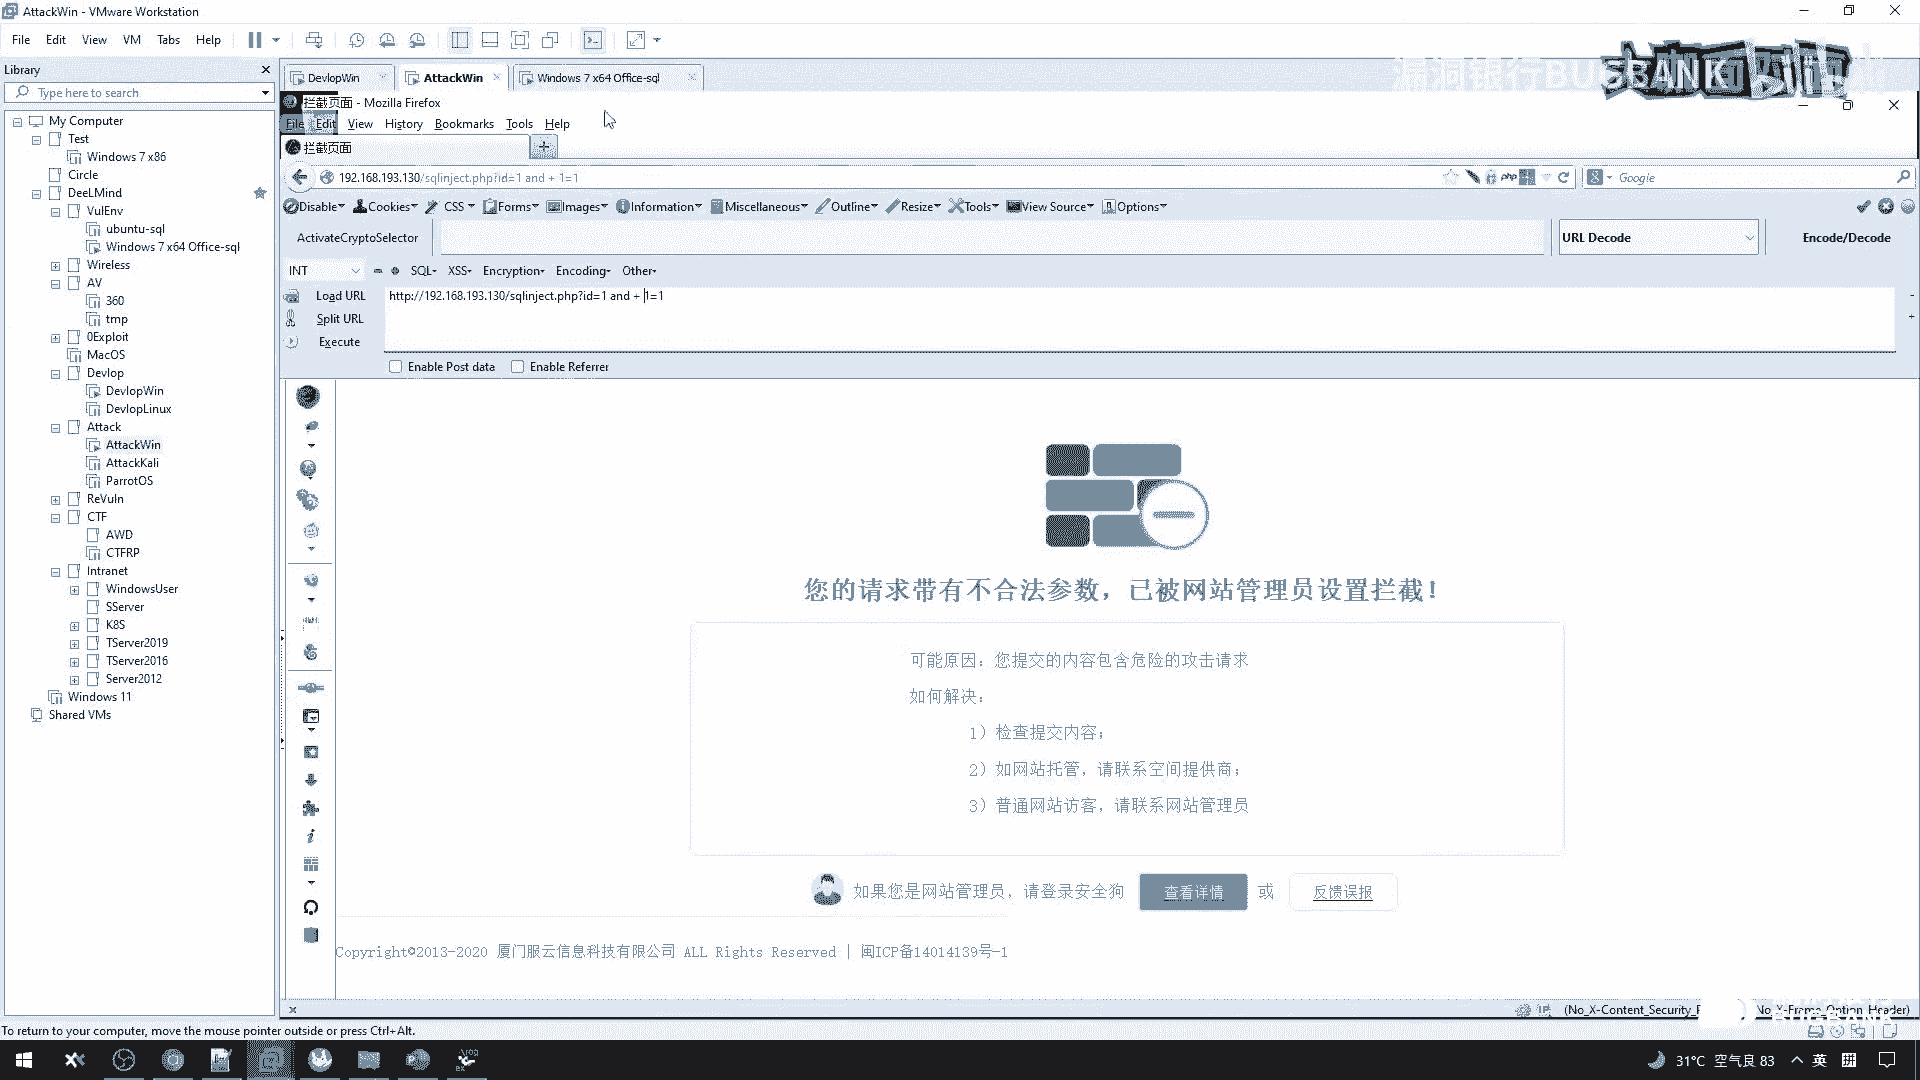 AttackWin - VMware Workstation
File Edit View VM Tabs Help
Library
Type here to search
My Computer
Test
Windows 7 x86
Circle
DeeLMind
VulEnv
ubuntu-sql
Windows 7 x64 Office-sql
Wireless
AV
360
tmp
0Exploit
MacOS
Devlop
DevlopWin
DevlopLinux
Attack
AttackWin
AttackKali
ParrotOS
ReVuln
CTF
AWD
CTFRP
Intranet
WindowsUser
SServer
K8S
TServer2019
TServer2016
Server2012
Windows 11
Shared VMs
DevlopWin AttackWin Windows 7 x64 Office-sql
漏洞银行BUGBANK bilibili
拦截页面 - Mozilla Firefox
File Edit View History Bookmarks Tools Help
拦截页面
192.168.193.130/sqlinject.php?id=1 and + 1=1
php
Google
Disable Cookies CSS Forms Images Information Miscellaneous Outline Resize Tools View Source Options
ActivateCryptoSelector URL Decode Encode/Decode
INT SQL XSS Encryption Encoding Other
Load URL http://192.168.193.130/sqlinject.php?id=1 and + 1=1
Split URL
Execute
Enable Post data Enable Referrer
您的请求带有不合法参数，已被网站管理员设置拦截！
可能原因：您提交的内容包含危险的攻击请求
如何解决：
1）检查提交内容；
2）如网站托管，请联系空间提供商；
3）普通网站访客，请联系网站管理员
如果您是网站管理员，请登录安全狗 查看详情 或 反馈误报
Copyright©2013-2020 厦门服云信息科技有限公司 ALL Rights Reserved | 闽ICP备14014139号-1
(No_X-Content_Security_P No_X-Frame_Option_Header)
BUGBANK
To return to your computer, move the mouse pointer outside or press Ctrl+Alt.
31°C 空气良 83 英